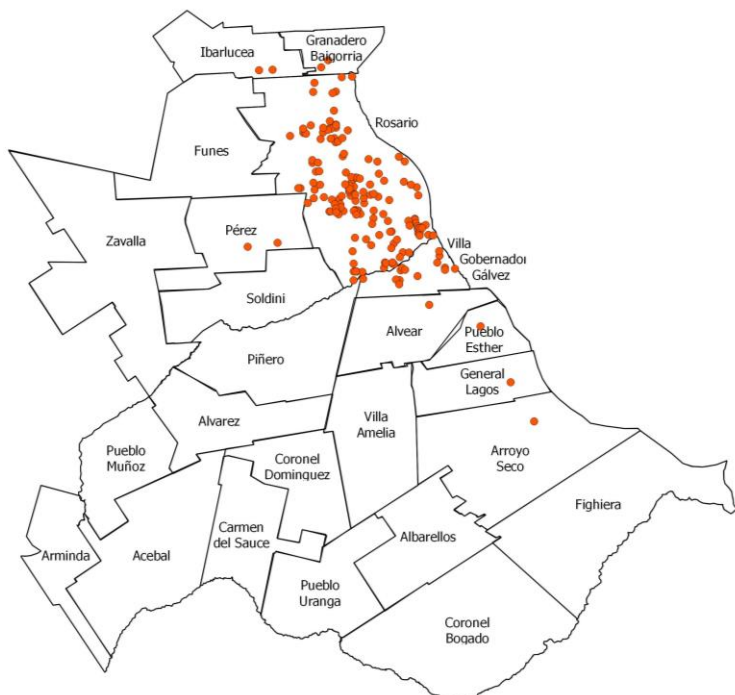 Ibarlucea
Granadero
Baigorria
Rosario
Funes
Zavalla
Pérez
Villa
Gobernador
Gálvez
Soldini
Alvear
Pueblo
Esther
Piñero
General
Lagos
Alvarez
Villa
Amelia
Pueblo
Muñoz
Coronel
Dominguez
Arroyo
Seco
Fighiera
Carmen
del Sauce
Albarellos
Arminda
Acebal
Pueblo
Uranga
Coronel
Bogado